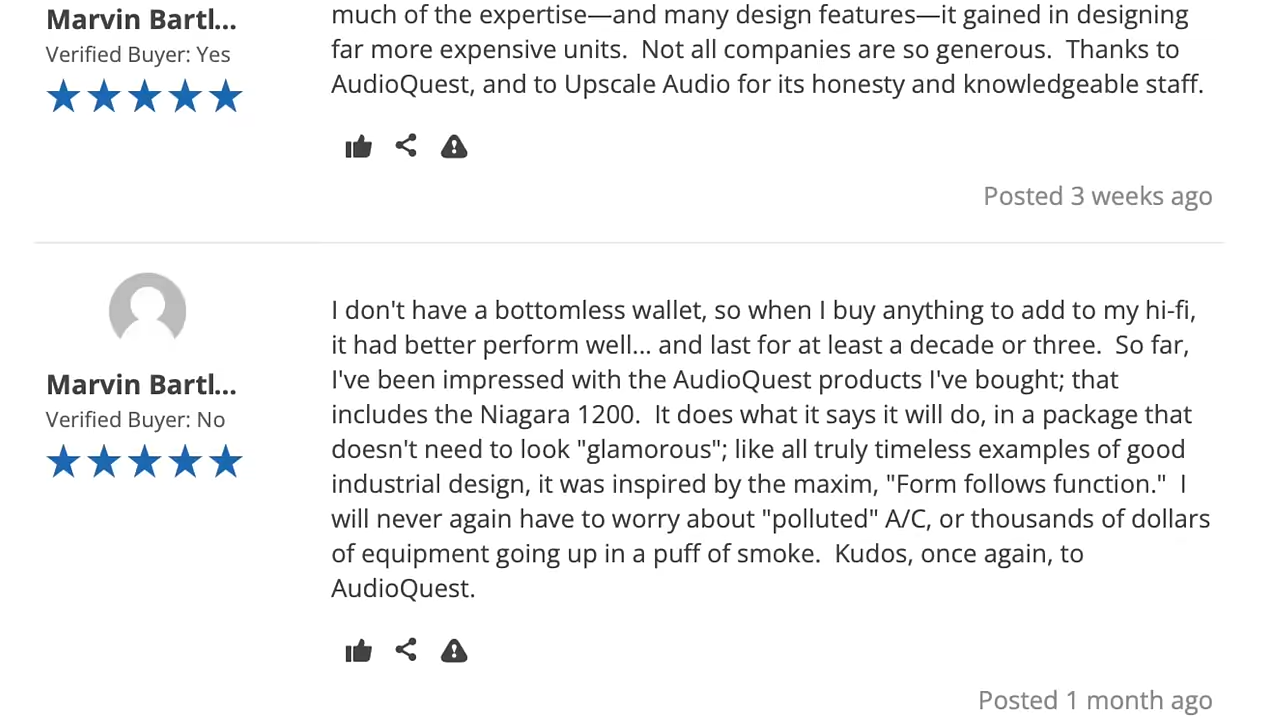 Marvin Bartl...
Verified Buyer: Yes
much of the expertise—and many design features—it gained in designing
far more expensive units.  Not all companies are so generous.  Thanks to
AudioQuest, and to Upscale Audio for its honesty and knowledgeable staff.
Posted 3 weeks ago
Marvin Bartl...
Verified Buyer: No
I don't have a bottomless wallet, so when I buy anything to add to my hi-fi,
it had better perform well... and last for at least a decade or three.  So far,
I've been impressed with the AudioQuest products I've bought; that
includes the Niagara 1200.  It does what it says it will do, in a package that
doesn't need to look "glamorous"; like all truly timeless examples of good
industrial design, it was inspired by the maxim, "Form follows function."  I
will never again have to worry about "polluted" A/C, or thousands of dollars
of equipment going up in a puff of smoke.  Kudos, once again, to
AudioQuest.
Posted 1 month ago